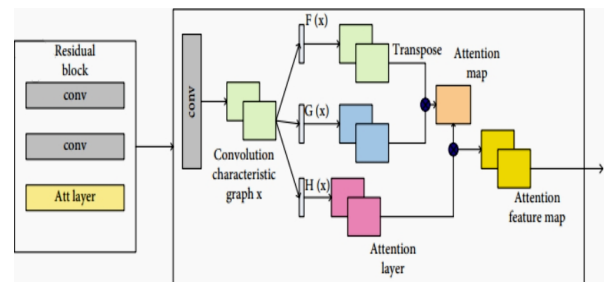 Residual
block
conv
conv
Att layer
conv
Convolution
characteristic
graph x
F (x)
G (x)
H (x)
Transpose
Attention
map
Attention
layer
Attention
feature map